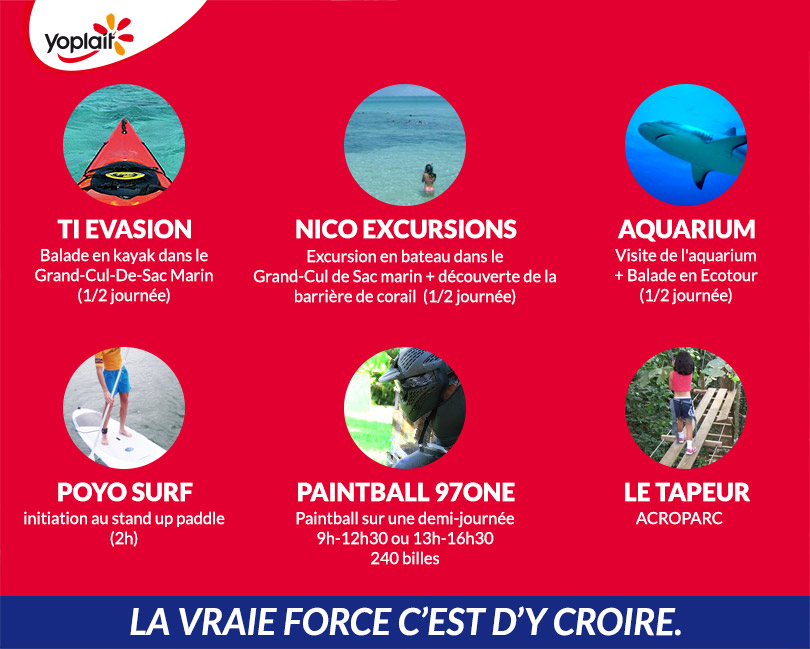 yoplait
TI EVASION
Balade en kayak dans le
Grand-Cul-De-Sac Marin
(1/2 journée)
NICO EXCURSIONS
Excursion en bateau dans le
Grand-Cul de Sac marin + découverte de la
barrière de corail (1/2 journée)
AQUARIUM
Visite de l'aquarium
+ Balade en Ecotour
(1/2 journée)
POYO SURF
initiation au stand up paddle
(2h)
PAINTBALL 97ONE
Paintball sur une demi-journée
9h-12h30 ou 13h-16h30
240 billes
LE TAPEUR
ACROPARC
LA VRAIE FORCE C’EST D’Y CROIRE.